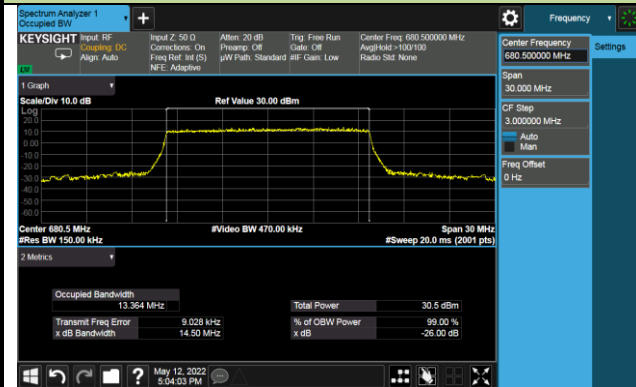 Spectrum Analyzer 1
Occupied BW
+
Frequency
KEYSIGHT
Input: RF
Coupling: DC
Align: Auto
Input Z: 50 Ω
Corrections: On
Freq Ref: Int (S)
NFE: Adaptive
Atten: 20 dB
Preamp: Off
µW Path: Standard
Trig: Free Run
Gate: Off
#IF Gain: Low
Center Freq: 680.500000 MHz
Avg|Hold:>100/100
Radio Std: None
Center Frequency
680.500000 MHz
Settings
Span
30.000 MHz
CF Step
3.000000 MHz
Auto
Man
Freq Offset
0 Hz
1 Graph
Scale/Div 10.0 dB
Ref Value 30.00 dBm
Log
20.0
10.0
0.00
-10.0
-20.0
-30.0
-40.0
-50.0
-60.0
Center 680.5 MHz
#Video BW 470.00 kHz
Span 30 MHz
#Res BW 150.00 kHz
#Sweep 20.0 ms (2001 pts)
2 Metrics
Occupied Bandwidth
13.364 MHz
Total Power
30.5 dBm
Transmit Freq Error
9.028 kHz
% of OBW Power
99.00 %
x dB Bandwidth
14.50 MHz
x dB
-26.00 dB
?
May 12, 2022
5:04:03 PM